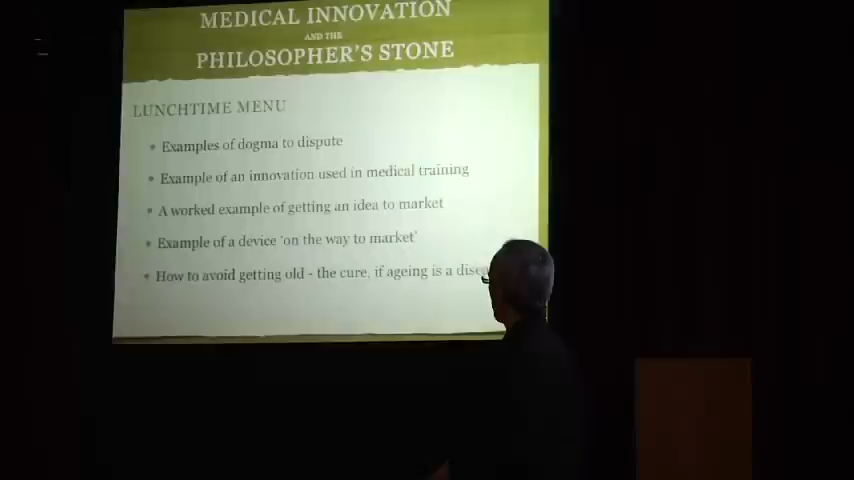 MEDICAL INNOVATION
AND THE
PHILOSOPHER'S STONE
LUNCHTIME MENU
• Examples of dogma to dispute
• Example of an innovation used in medical training
• A worked example of getting an idea to market
• Example of a device 'on the way to market'
• How to avoid getting old - the cure, if ageing is a